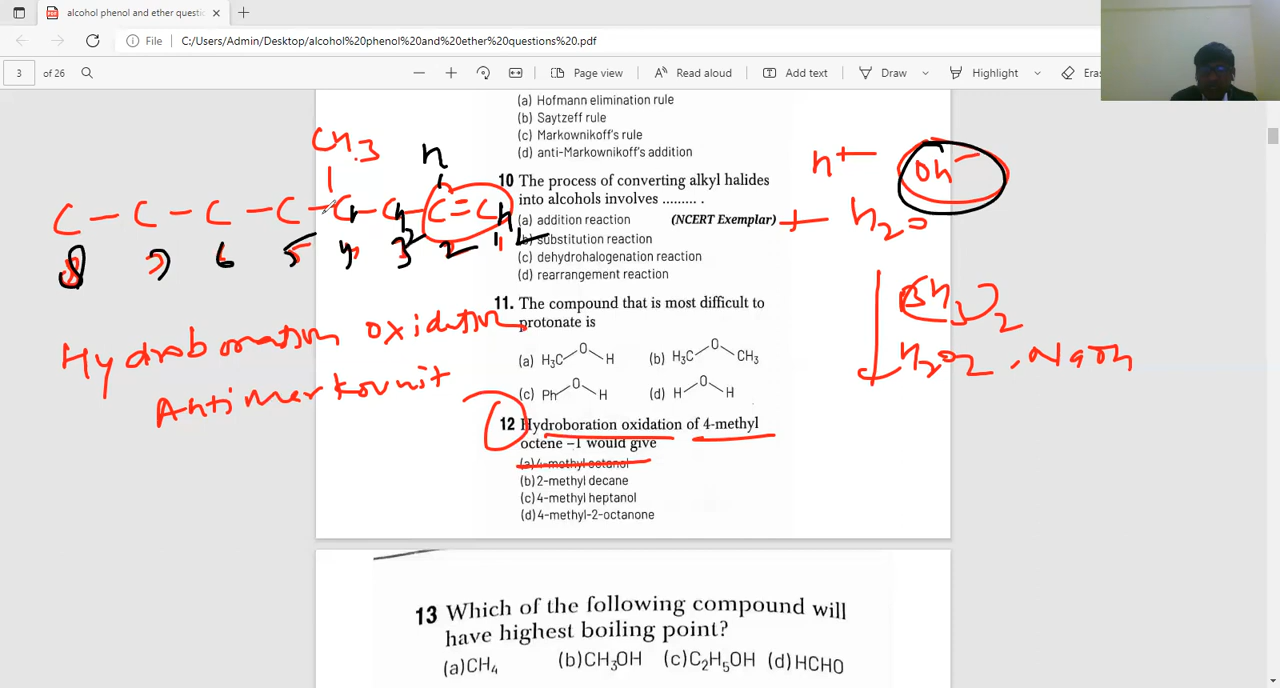 alcohol phenol and ether questi
File C:/Users/Admin/Desktop/alcohol%20phenol%20and%20ether%20questions%20.pdf
3 of 26 Page view Read aloud Add text Draw Highlight Eras
(a) Hofmann elimination rule
(b) Saytzeff rule
(c) Markownikoff's rule
(d) anti-Markownikoff's addition
10 The process of converting alkyl halides
into alcohols involves ......... .
(a) addition reaction (NCERT Exemplar)
(b) substitution reaction
(c) dehydrohalogenation reaction
(d) rearrangement reaction
11. The compound that is most difficult to
protonate is
(a) H₃C O H (b) H₃C O CH₃
(c) Ph O H (d) H O H
12 Hydroboration oxidation of 4-methyl
octene –1 would give
(a) 4-methyl octanol
(b) 2-methyl decane
(c) 4-methyl heptanol
(d) 4-methyl-2-octanone
13 Which of the following compound will
have highest boiling point?
(a) CH₄ (b) CH₃OH (c) C₂H₅OH (d) HCHO
CH3
h
C - C - C - C - C
C = C
8 6 5 3 2 1
Hydroboration oxidation
Antimarkovnit
h+ Oh-
+ h2o
(BH3)2
H2O2, NaOh